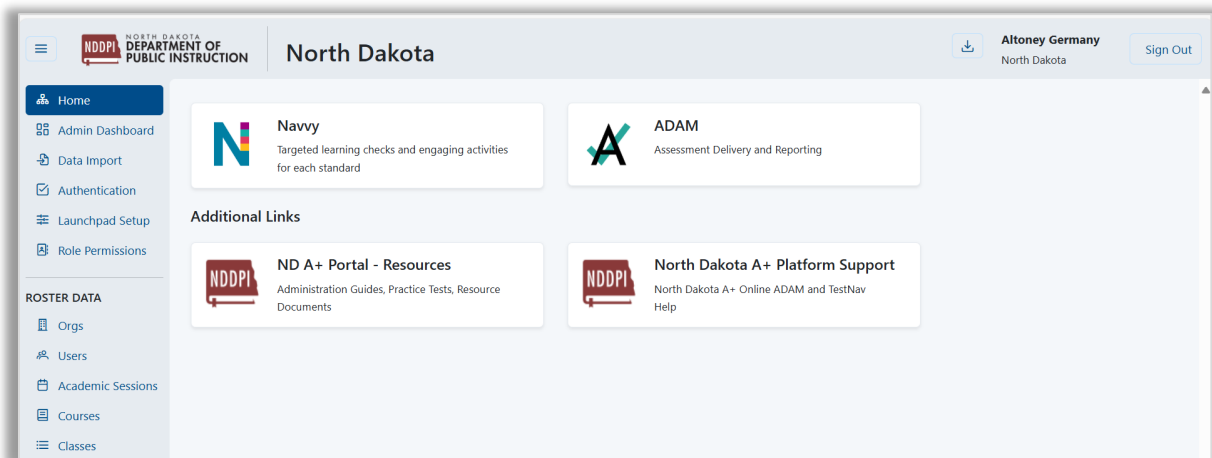 NDDPI
NORTH DAKOTA
DEPARTMENT OF
PUBLIC INSTRUCTION
North Dakota
Altoney Germany
North Dakota
Sign Out
Home
Admin Dashboard
Data Import
Authentication
Launchpad Setup
Role Permissions
ROSTER DATA
Orgs
Users
Academic Sessions
Courses
Classes
N
Navvy
Targeted learning checks and engaging activities
for each standard
A
ADAM
Assessment Delivery and Reporting
Additional Links
NDDPI
ND A+ Portal - Resources
Administration Guides, Practice Tests, Resource
Documents
NDDPI
North Dakota A+ Platform Support
North Dakota A+ Online ADAM and TestNav
Help